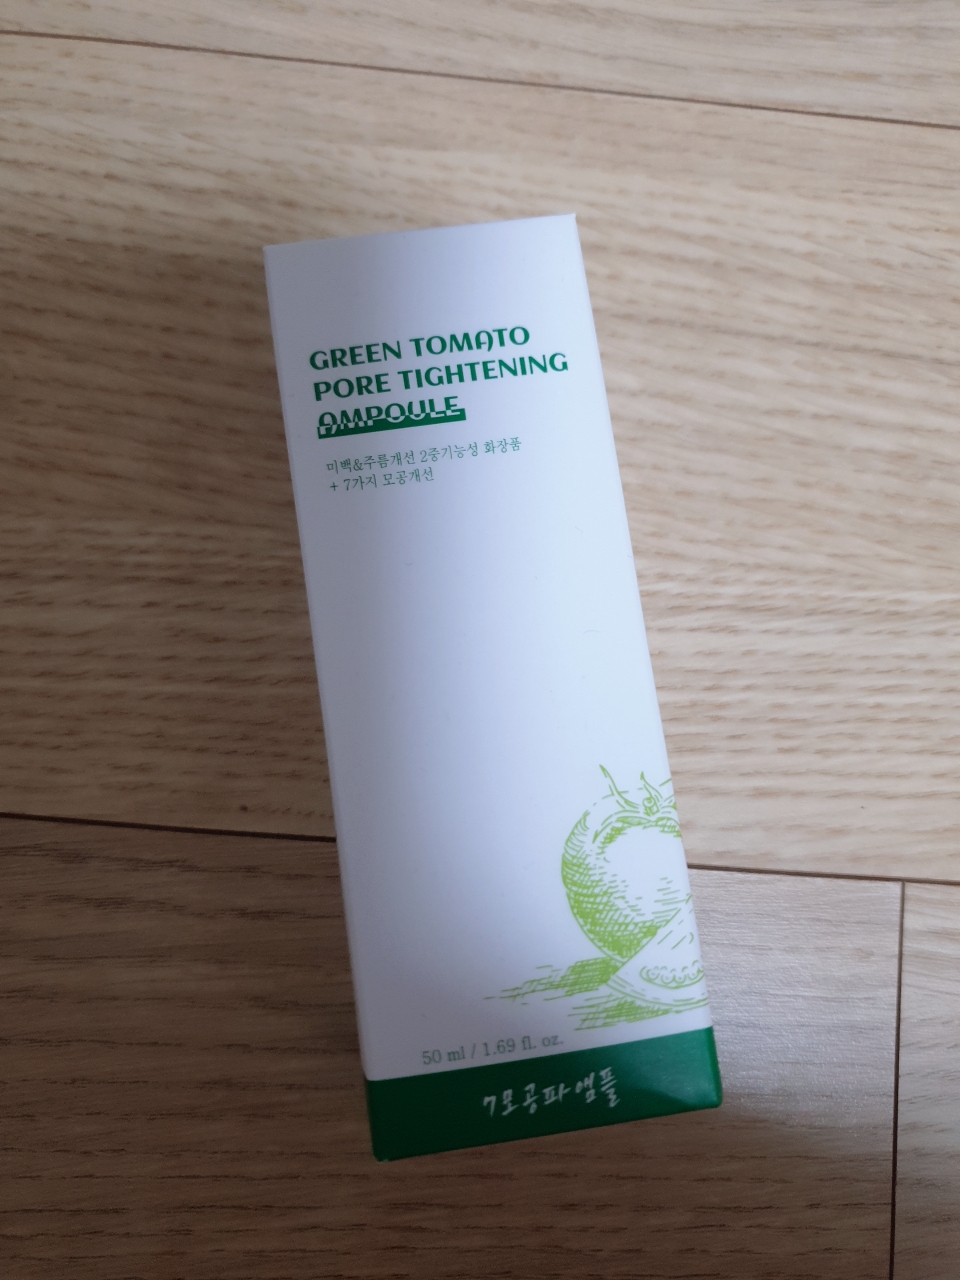 GREEN TOMATO
PORE TIGHTENING
AMPOULE
미백&주름개선 2중기능성 화장품
+ 7가지 모공개선
50 ml / 1.69 fl. oz.
7모공파앰플